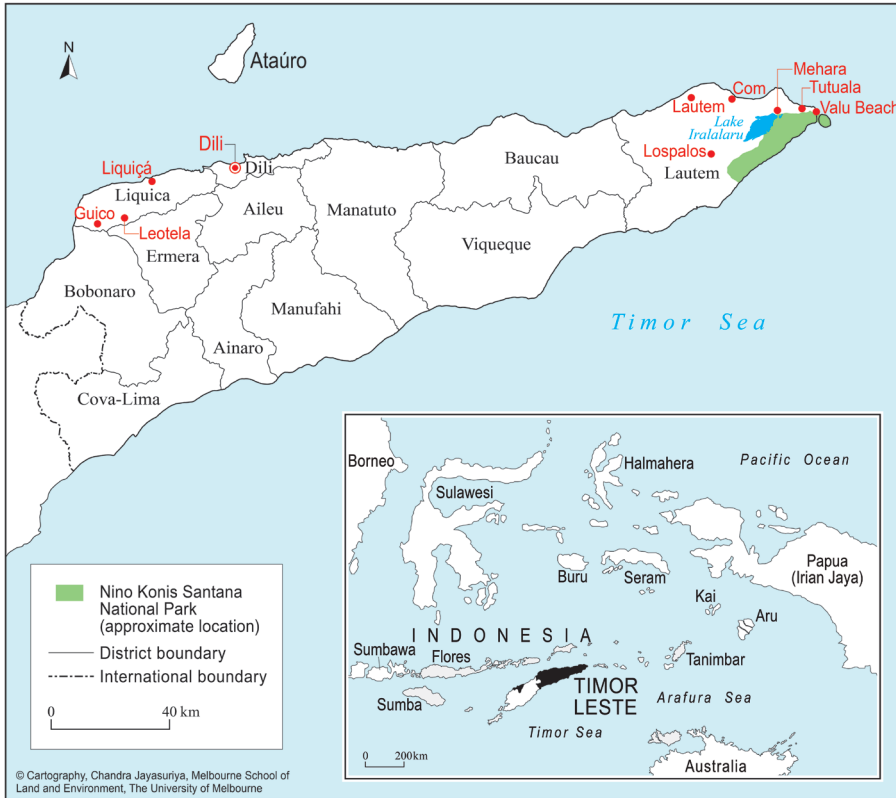 N
Ataúro
Mehara
Com
Tutuala
Lautem
Valu Beach
Lake
Iralalaru
Dili
Dili
Liquiçá
Baucau
Lospalos
Liquica
Lautem
Aileu
Manatuto
Guico
Leotela
Viqueque
Ermera
Bobonaro
Manufahi
Timor Sea
Ainaro
Cova-Lima
Nino Konis Santana
National Park
(approximate location)
District boundary
International boundary
0 40 km
© Cartography, Chandra Jayasuriya, Melbourne School of
Land and Environment, The University of Melbourne
Borneo
Halmahera
Pacific Ocean
Sulawesi
Papua
(Irian Jaya)
Buru
Seram
Kai
Aru
INDONESIA
Sumbawa
Flores
Tanimbar
TIMOR
LESTE
Sumba
Arafura Sea
Timor Sea
0 200km
Australia